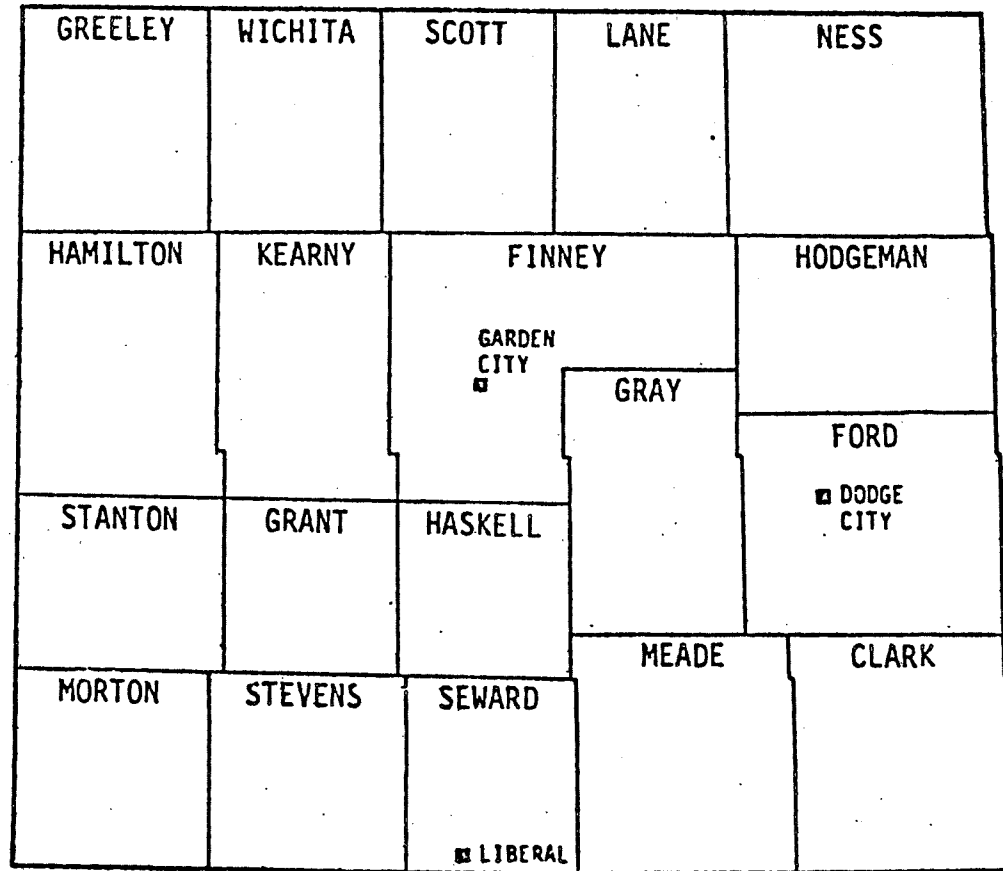 GREELEY
WICHITA
SCOTT
LANE
NESS
HAMILTON
KEARNY
FINNEY
HODGEMAN
GARDEN
CITY
GRAY
FORD
DODGE
CITY
STANTON
GRANT
HASKELL
MEADE
CLARK
MORTON
STEVENS
SEWARD
LIBERAL